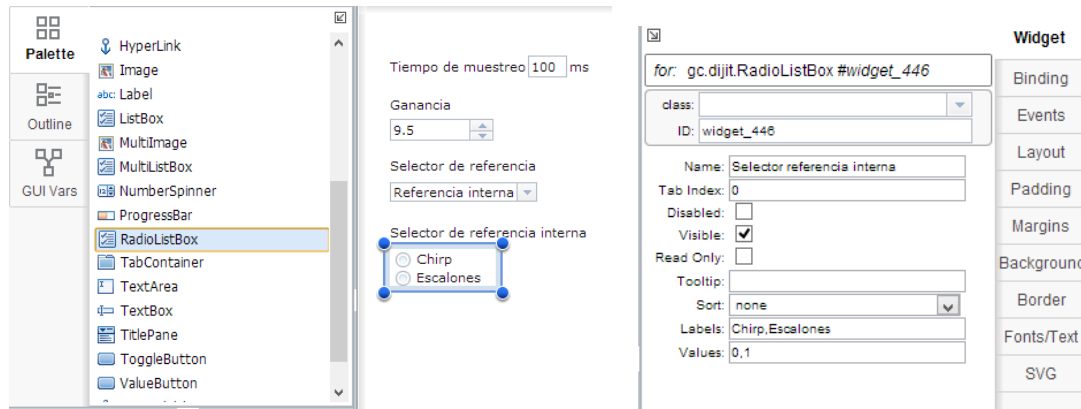 Palette
Outline
GUI Vars
HyperLink
Image
abc Label
ListBox
MultiImage
MultiListBox
NumberSpinner
ProgressBar
RadioListBox
TabContainer
TextArea
TextBox
TitlePane
ToggleButton
ValueButton
Tiempo de muestreo 100 ms
Ganancia
9.5
Selector de referencia
Referencia interna
Selector de referencia interna
Chirp
Escalones
for: gc.dijit.RadioListBox #widget_446
class:
ID: widget_446
Name: Selector referencia interna
Tab Index: 0
Disabled:
Visible:
Read Only:
Tooltip:
Sort: none
Labels: Chirp,Escalones
Values: 0,1
Widget
Binding
Events
Layout
Padding
Margins
Background
Border
Fonts/Text
SVG